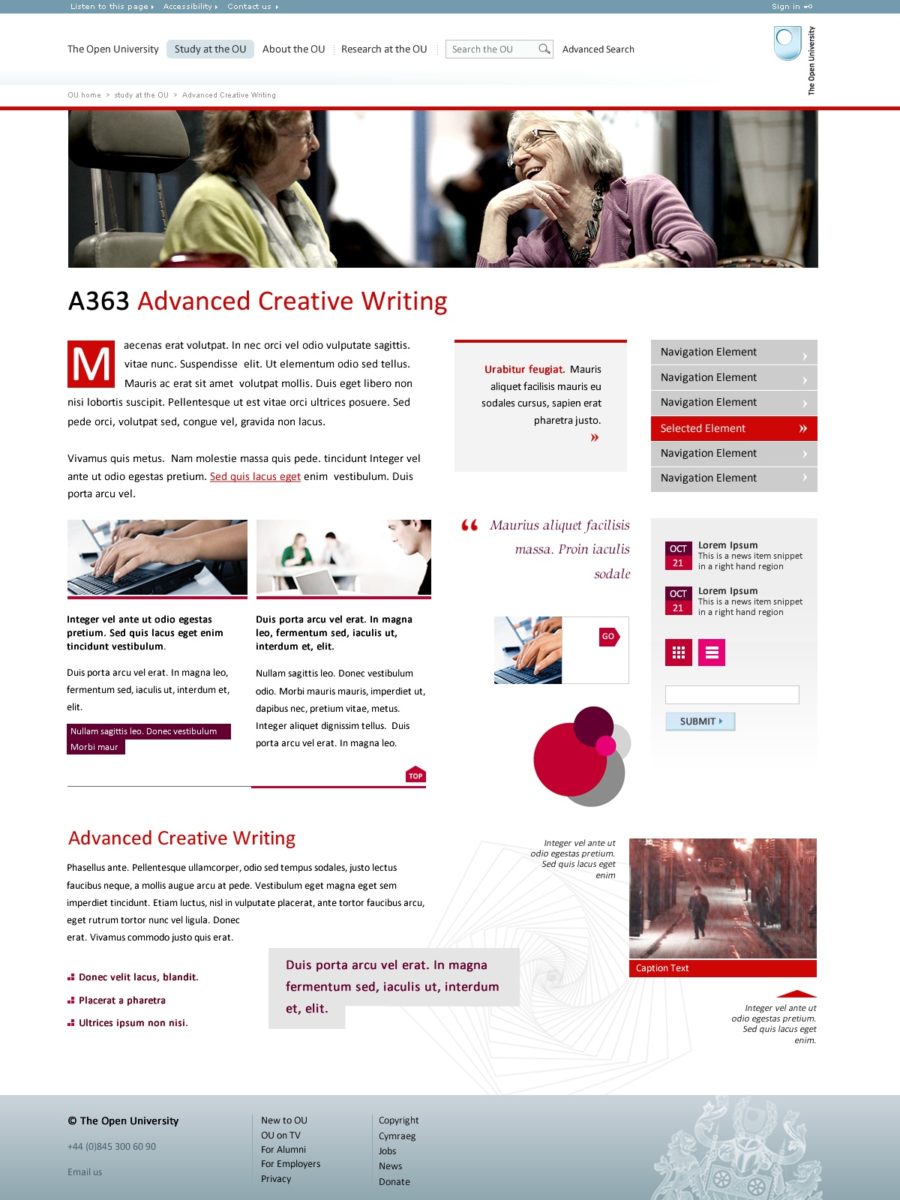 Listen to this page
Accessibility
Contact us
Sign in
The Open University
Study at the OU
About the OU
Research at the OU
Search the OU
Advanced Search
The Open University
OU home > study at the OU > Advanced Creative Writing
A363 Advanced Creative Writing
Maecenas erat volutpat. In nec orci vel odio vulputate sagittis.
vitae nunc. Suspendisse elit. Ut elementum odio sed tellus.
Mauris ac erat sit amet volutpat mollis. Duis eget libero non
nisi lobortis suscipit. Pellentesque ut est vitae orci ultrices posuere. Sed
pede orci, volutpat sed, congue vel, gravida non lacus.
Vivamus quis metus. Nam molestie massa quis pede. tincidunt Integer vel
ante ut odio egestas pretium. Sed quis lacus eget enim vestibulum. Duis
porta arcu vel.
Urabitur feugiat. Mauris
aliquet facilisis mauris eu
sodales cursus, sapien erat
pharetra justo.
»
Navigation Element
Navigation Element
Navigation Element
Selected Element »
Navigation Element
Navigation Element
Integer vel ante ut odio egestas
pretium. Sed quis lacus eget enim
tincidunt vestibulum.
Duis porta arcu vel erat. In magna leo,
fermentum sed, iaculis ut, interdum et,
elit.
Nullam sagittis leo. Donec vestibulum
Morbi maur
Duis porta arcu vel erat. In magna
leo, fermentum sed, iaculis ut,
interdum et, elit.
Nullam sagittis leo. Donec vestibulum
odio. Morbi mauris mauris, imperdiet ut,
dapibus nec, pretium vitae, metus.
Integer aliquet dignissim tellus. Duis
porta arcu vel erat. In magna leo.
TOP
“ Maurius aliquet facilisis
massa. Proin iaculis
sodale
GO
OCT
21
Lorem Ipsum
This is a news item snippet
in a right hand region
OCT
21
Lorem Ipsum
This is a news item snippet
in a right hand region
SUBMIT
Advanced Creative Writing
Phasellus ante. Pellentesque ullamcorper, odio sed tempus sodales, justo lectus
faucibus neque, a mollis augue arcu at pede. Vestibulum eget magna eget sem
imperdiet tincidunt. Etiam luctus, nisl in vulputate placerat, ante tortor faucibus arcu,
eget rutrum tortor nunc vel ligula. Donec
erat. Vivamus commodo justo quis erat.
Donec velit lacus, blandit.
Placerat a pharetra
Ultrices ipsum non nisi.
Duis porta arcu vel erat. In magna
fermentum sed, iaculis ut, interdum
et, elit.
Integer vel ante ut
odio egestas pretium.
Sed quis lacus eget
enim
Caption Text
Integer vel ante ut
odio egestas pretium.
Sed quis lacus eget
enim.
© The Open University
+44 (0)845 300 60 90
Email us
New to OU
OU on TV
For Alumni
For Employers
Privacy
Copyright
Cymraeg
Jobs
News
Donate